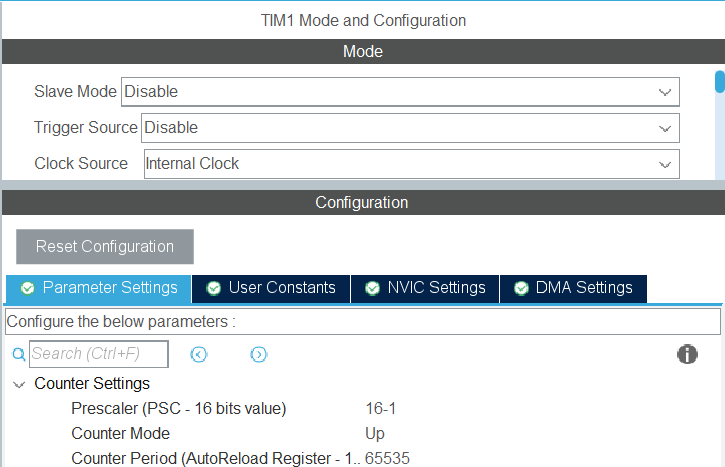 TIM1 Mode and Configuration
Mode
Slave Mode Disable
Trigger Source Disable
Clock Source Internal Clock
Configuration
Reset Configuration
Parameter Settings User Constants NVIC Settings DMA Settings
Configure the below parameters :
Search (Ctrl+F)
Counter Settings
Prescaler (PSC - 16 bits value) 16-1
Counter Mode Up
Counter Period (AutoReload Register - 1.. 65535